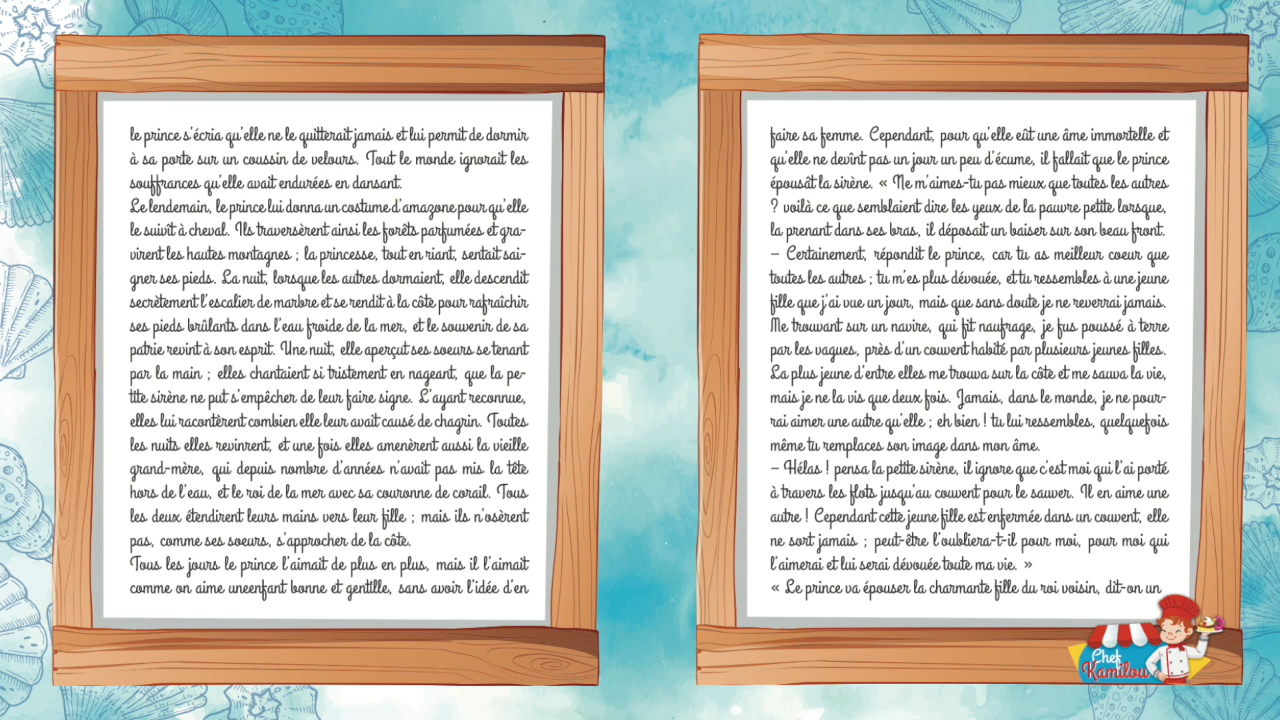 le prince s'écria qu'elle ne le quitterait jamais et lui permit de dormir
à sa porte sur un coussin de velours. Tout le monde ignorait les
souffrances qu'elle avait endurées en dansant.
Le lendemain, le prince lui donna un costume d'amazone pour qu'elle
le suivît à cheval. Ils traversèrent ainsi les forêts parfumées et gra-
virent les hautes montagnes ; la princesse, tout en riant, sentait sai-
gner ses pieds. La nuit, lorsque les autres dormaient, elle descendit
secrètement l'escalier de marbre et se rendit à la côte pour rafraîchir
ses pieds brûlants dans l'eau froide de la mer, et le souvenir de sa
patrie revint à son esprit. Une nuit, elle aperçut ses soeurs se tenant
par la main ; elles chantaient si tristement en nageant, que la pe-
tite sirène ne put s'empêcher de leur faire signe. L'ayant reconnue,
elles lui racontèrent combien elle leur avait causé de chagrin. Toutes
les nuits elles revinrent, et une fois elles amenèrent aussi la vieille
grand-mère, qui depuis nombre d'années n'avait pas mis la tête
hors de l'eau, et le roi de la mer avec sa couronne de corail. Tous
les deux étendirent leurs mains vers leur fille ; mais ils n'osèrent
pas, comme ses soeurs, s'approcher de la côte.
Tous les jours le prince l'aimait de plus en plus, mais il l'aimait
comme on aime uneenfant bonne et gentille, sans avoir l'idée d'en
faire sa femme. Cependant, pour qu'elle eût une âme immortelle et
qu'elle ne devînt pas un jour un peu d'écume, il fallait que le prince
épousât la sirène. « Ne m'aimes-tu pas mieux que toutes les autres
? voilà ce que semblaient dire les yeux de la pauvre petite lorsque,
la prenant dans ses bras, il déposait un baiser sur son beau front.
– Certainement, répondit le prince, car tu as meilleur coeur que
toutes les autres ; tu m'es plus dévouée, et tu ressembles à une jeune
fille que j'ai vue un jour, mais que sans doute je ne reverrai jamais.
Me trouvant sur un navire, qui fit naufrage, je fus poussé à terre
par les vagues, près d'un couvent habité par plusieurs jeunes filles.
La plus jeune d'entre elles me trouva sur la côte et me sauva la vie,
mais je ne la vis que deux fois. Jamais, dans le monde, je ne pour-
rai aimer une autre qu'elle ; eh bien ! tu lui ressembles, quelquefois
même tu remplaces son image dans mon âme.
– Hélas ! pensa la petite sirène, il ignore que c'est moi qui l'ai porté
à travers les flots jusqu'au couvent pour le sauver. Il en aime une
autre ! Cependant cette jeune fille est enfermée dans un couvent, elle
ne sort jamais ; peut-être l'oubliera-t-il pour moi, pour moi qui
l'aimerai et lui serai dévouée toute ma vie. »
« Le prince va épouser la charmante fille du roi voisin, dit-on un
Chef
Kamilou